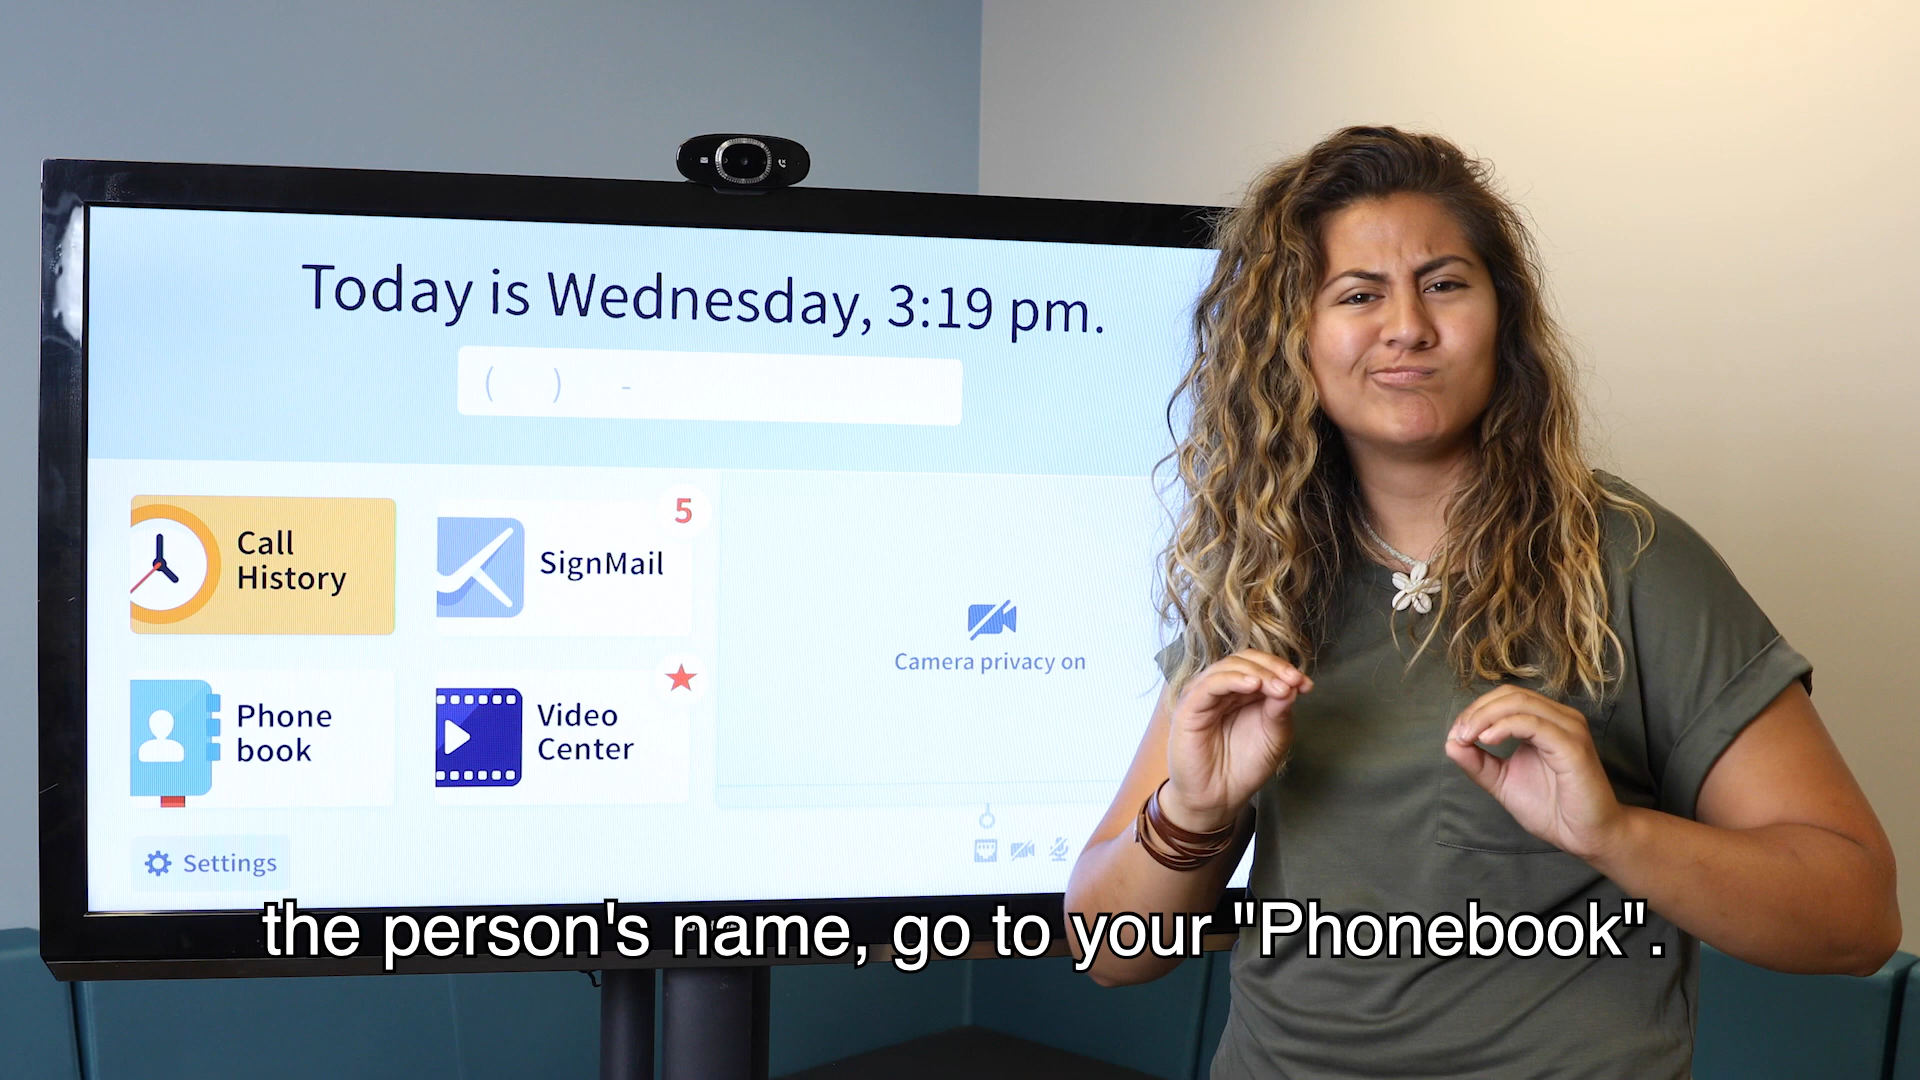 Today is Wednesday, 3:19 pm.
( ) -
Call
History
5
SignMail
Camera privacy on
Phone
book
Video
Center
Settings
the person's name, go to your "Phonebook".